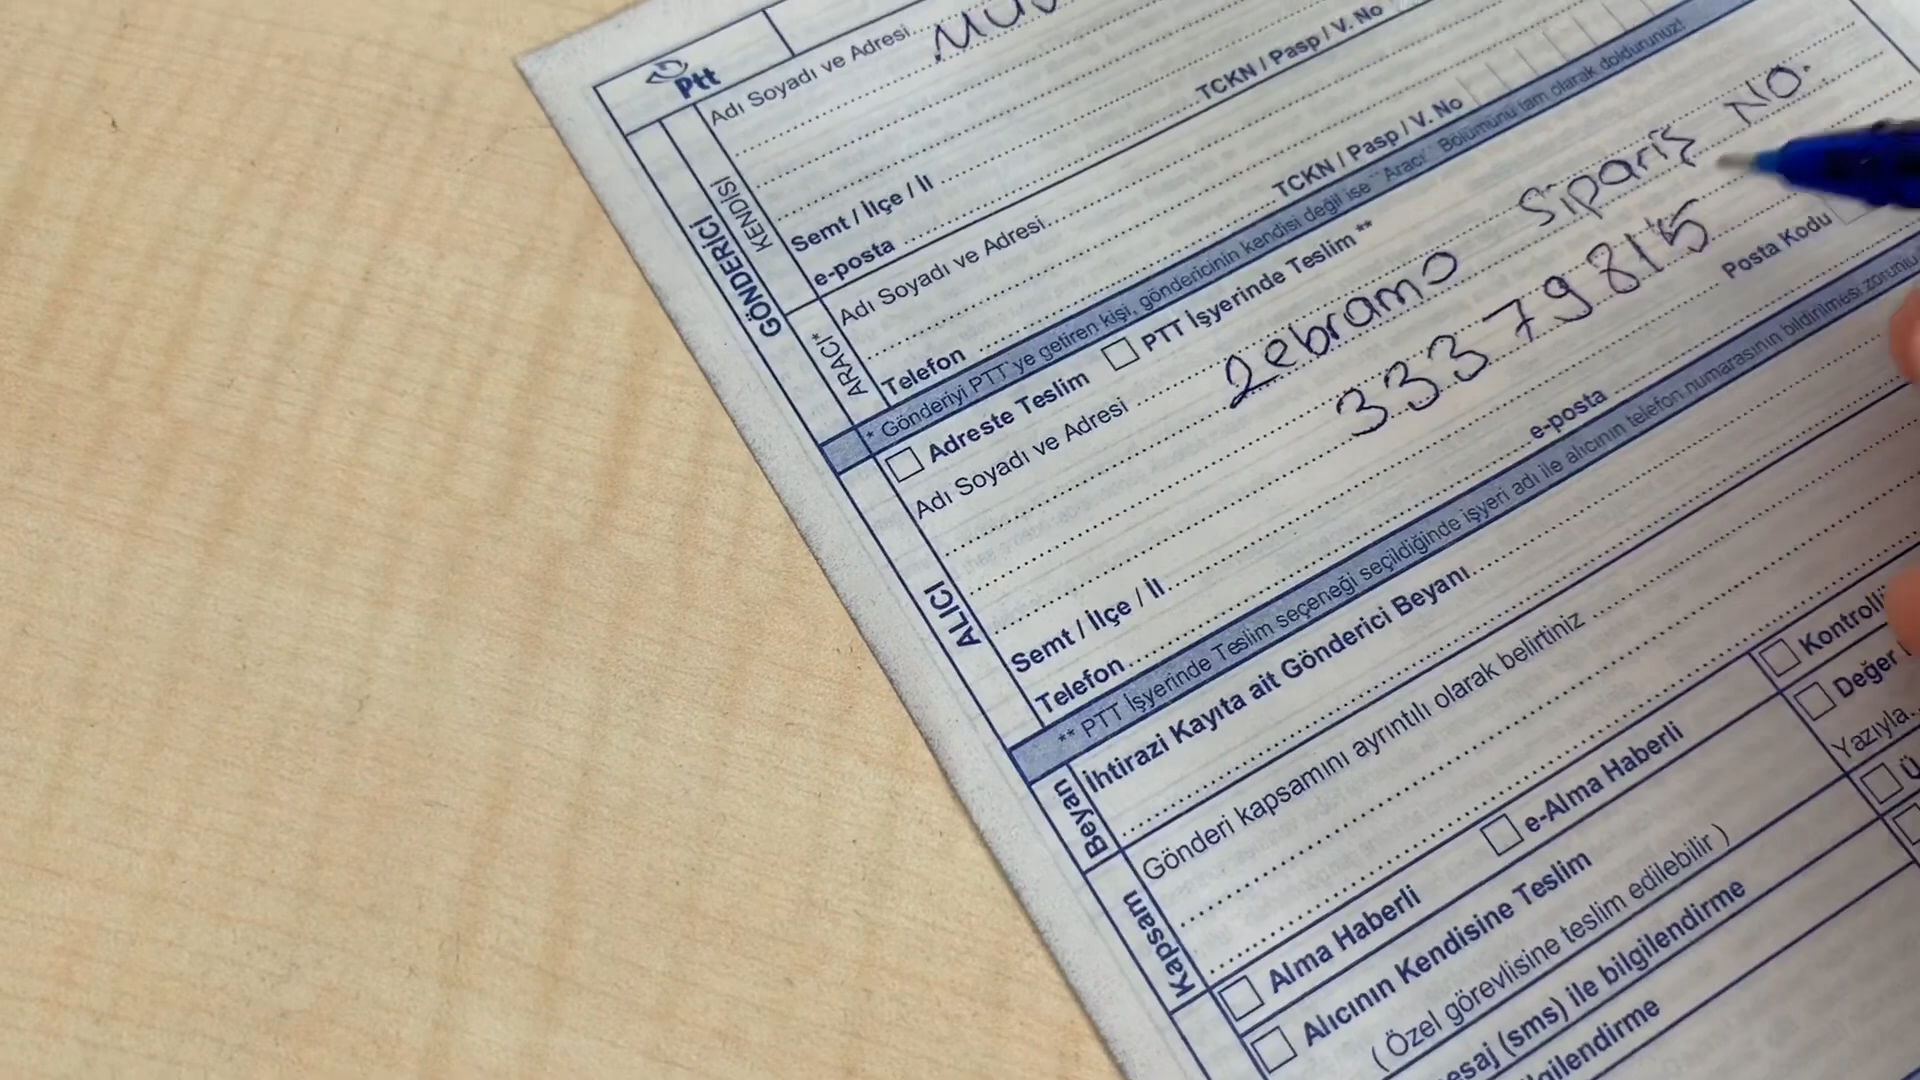 Ptt
GÖNDERİCİ
KENDİSİ
Adı Soyadı ve Adresi
TCKN / Pasp / V. No
Semt / İlçe / İl
e-posta
ARACI*
Adı Soyadı ve Adresi
TCKN / Pasp / V. No
Telefon
* Gönderiyi PTT'ye getiren kişi, göndericinin kendisi değil ise "Aracı" Bölümünü tam olarak doldurunuz!
ALICI
Adreste Teslim PTT İşyerinde Teslim **
Adı Soyadı ve Adresi Zebramo Sipariş NO.
333798115
Posta Kodu
Semt / İlçe / İl
Telefon e-posta
** PTT İşyerinde Teslim seçeneği seçildiğinde işyeri adı ile alıcının telefon numarasının bildirilmesi zorunlu
Beyan
İhtirazi Kayıta ait Gönderici Beyanı
Kapsam
Gönderi kapsamını ayrıntılı olarak belirtiniz
Alma Haberli e-Alma Haberli
Alıcının Kendisine Teslim
( Özel görevlisine teslim edilebilir )
(sms) ile bilgilendirme
Değer
Yazıyla